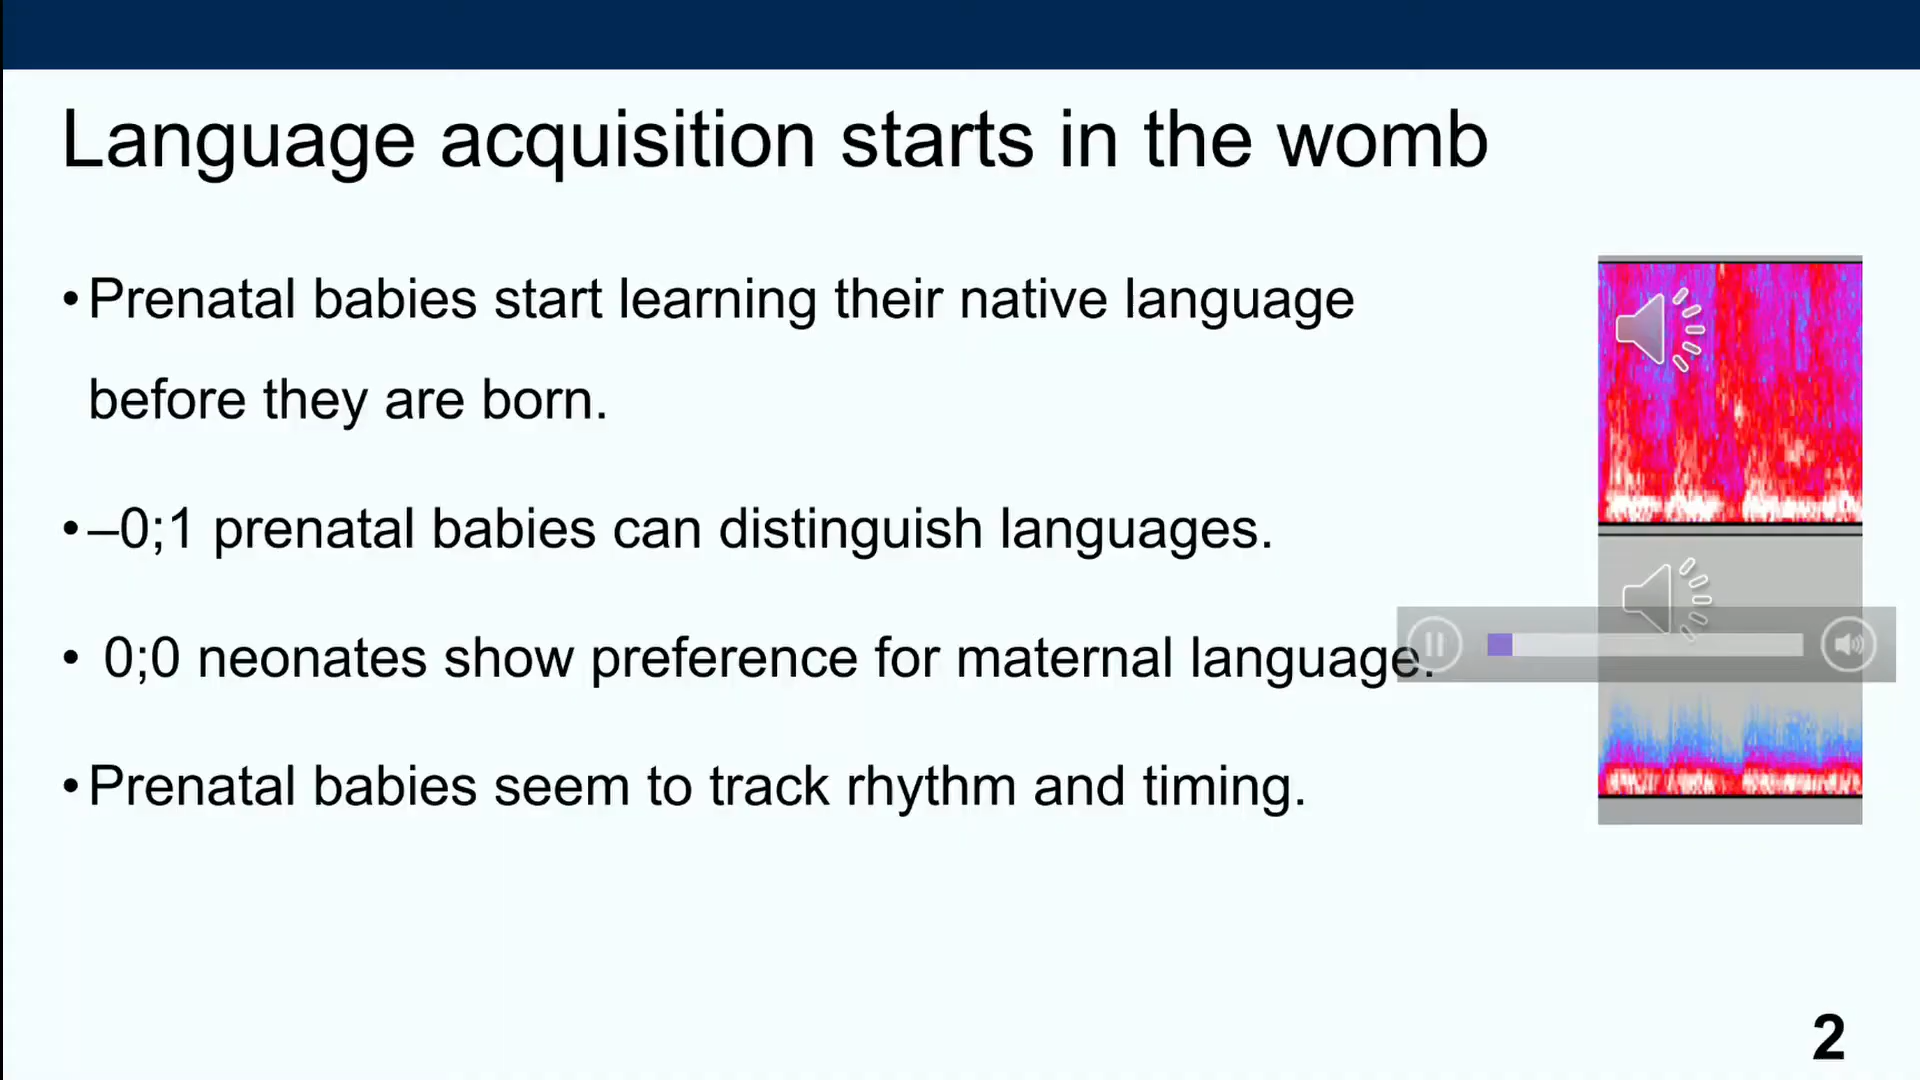 Language acquisition starts in the womb
•Prenatal babies start learning their native language
before they are born.
•–0;1 prenatal babies can distinguish languages.
• 0;0 neonates show preference for maternal language.
•Prenatal babies seem to track rhythm and timing.
2